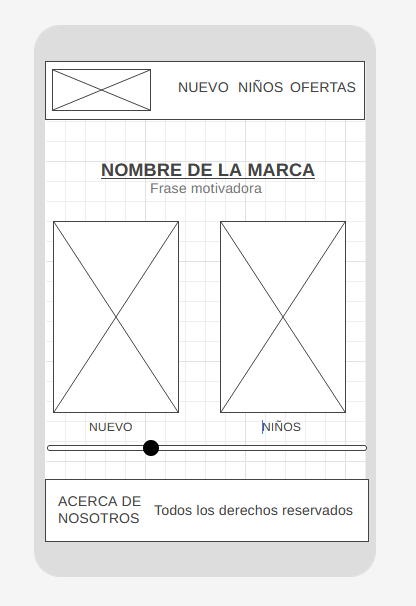 NUEVO NIÑOS OFERTAS
NOMBRE DE LA MARCA
Frase motivadora
NUEVO
NIÑOS
ACERCA DE
NOSOTROS
Todos los derechos reservados